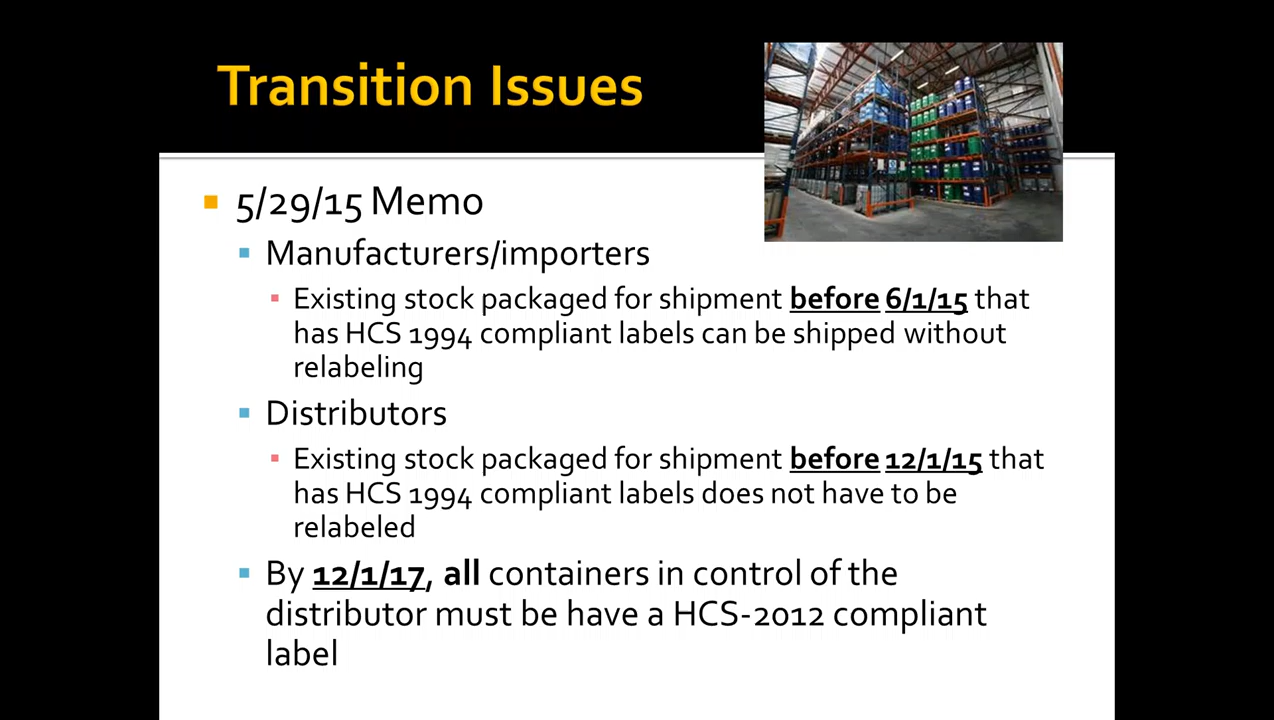 Transition Issues
5/29/15 Memo
Manufacturers/importers
Existing stock packaged for shipment before 6/1/15 that
has HCS 1994 compliant labels can be shipped without
relabeling
Distributors
Existing stock packaged for shipment before 12/1/15 that
has HCS 1994 compliant labels does not have to be
relabeled
By 12/1/17, all containers in control of the
distributor must be have a HCS-2012 compliant
label